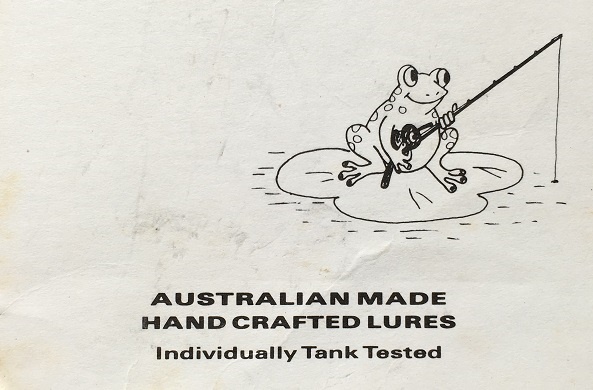 AUSTRALIAN MADE
HAND CRAFTED LURES
Individually Tank Tested